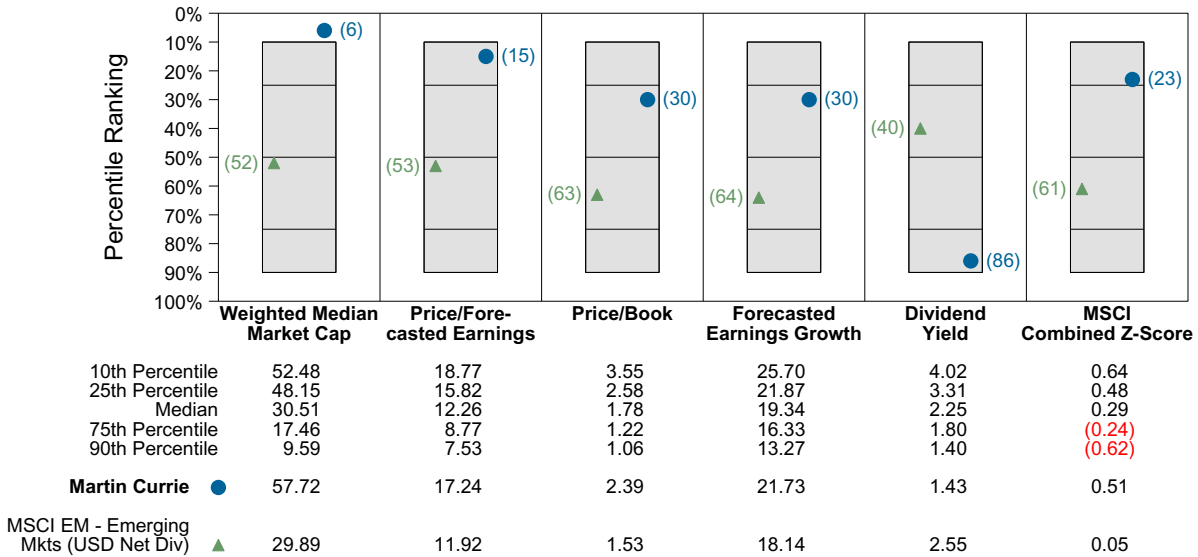 Percentile Ranking
0%
10%
20%
30%
40%
50%
60%
70%
80%
90%
100%
(6)
(52)
(15)
(53)
(30)
(63)
(30)
(64)
(40)
(86)
(23)
(61)
Weighted Median
Market Cap
Price/Fore-
casted Earnings
Price/Book
Forecasted
Earnings Growth
Dividend
Yield
MSCI
Combined Z-Score
10th Percentile 52.48 18.77 3.55 25.70 4.02 0.64
25th Percentile 48.15 15.82 2.58 21.87 3.31 0.48
Median 30.51 12.26 1.78 19.34 2.25 0.29
75th Percentile 17.46 8.77 1.22 16.33 1.80 (0.24)
90th Percentile 9.59 7.53 1.06 13.27 1.40 (0.62)
Martin Currie 57.72 17.24 2.39 21.73 1.43 0.51
MSCI EM - Emerging
Mkts (USD Net Div) 29.89 11.92 1.53 18.14 2.55 0.05